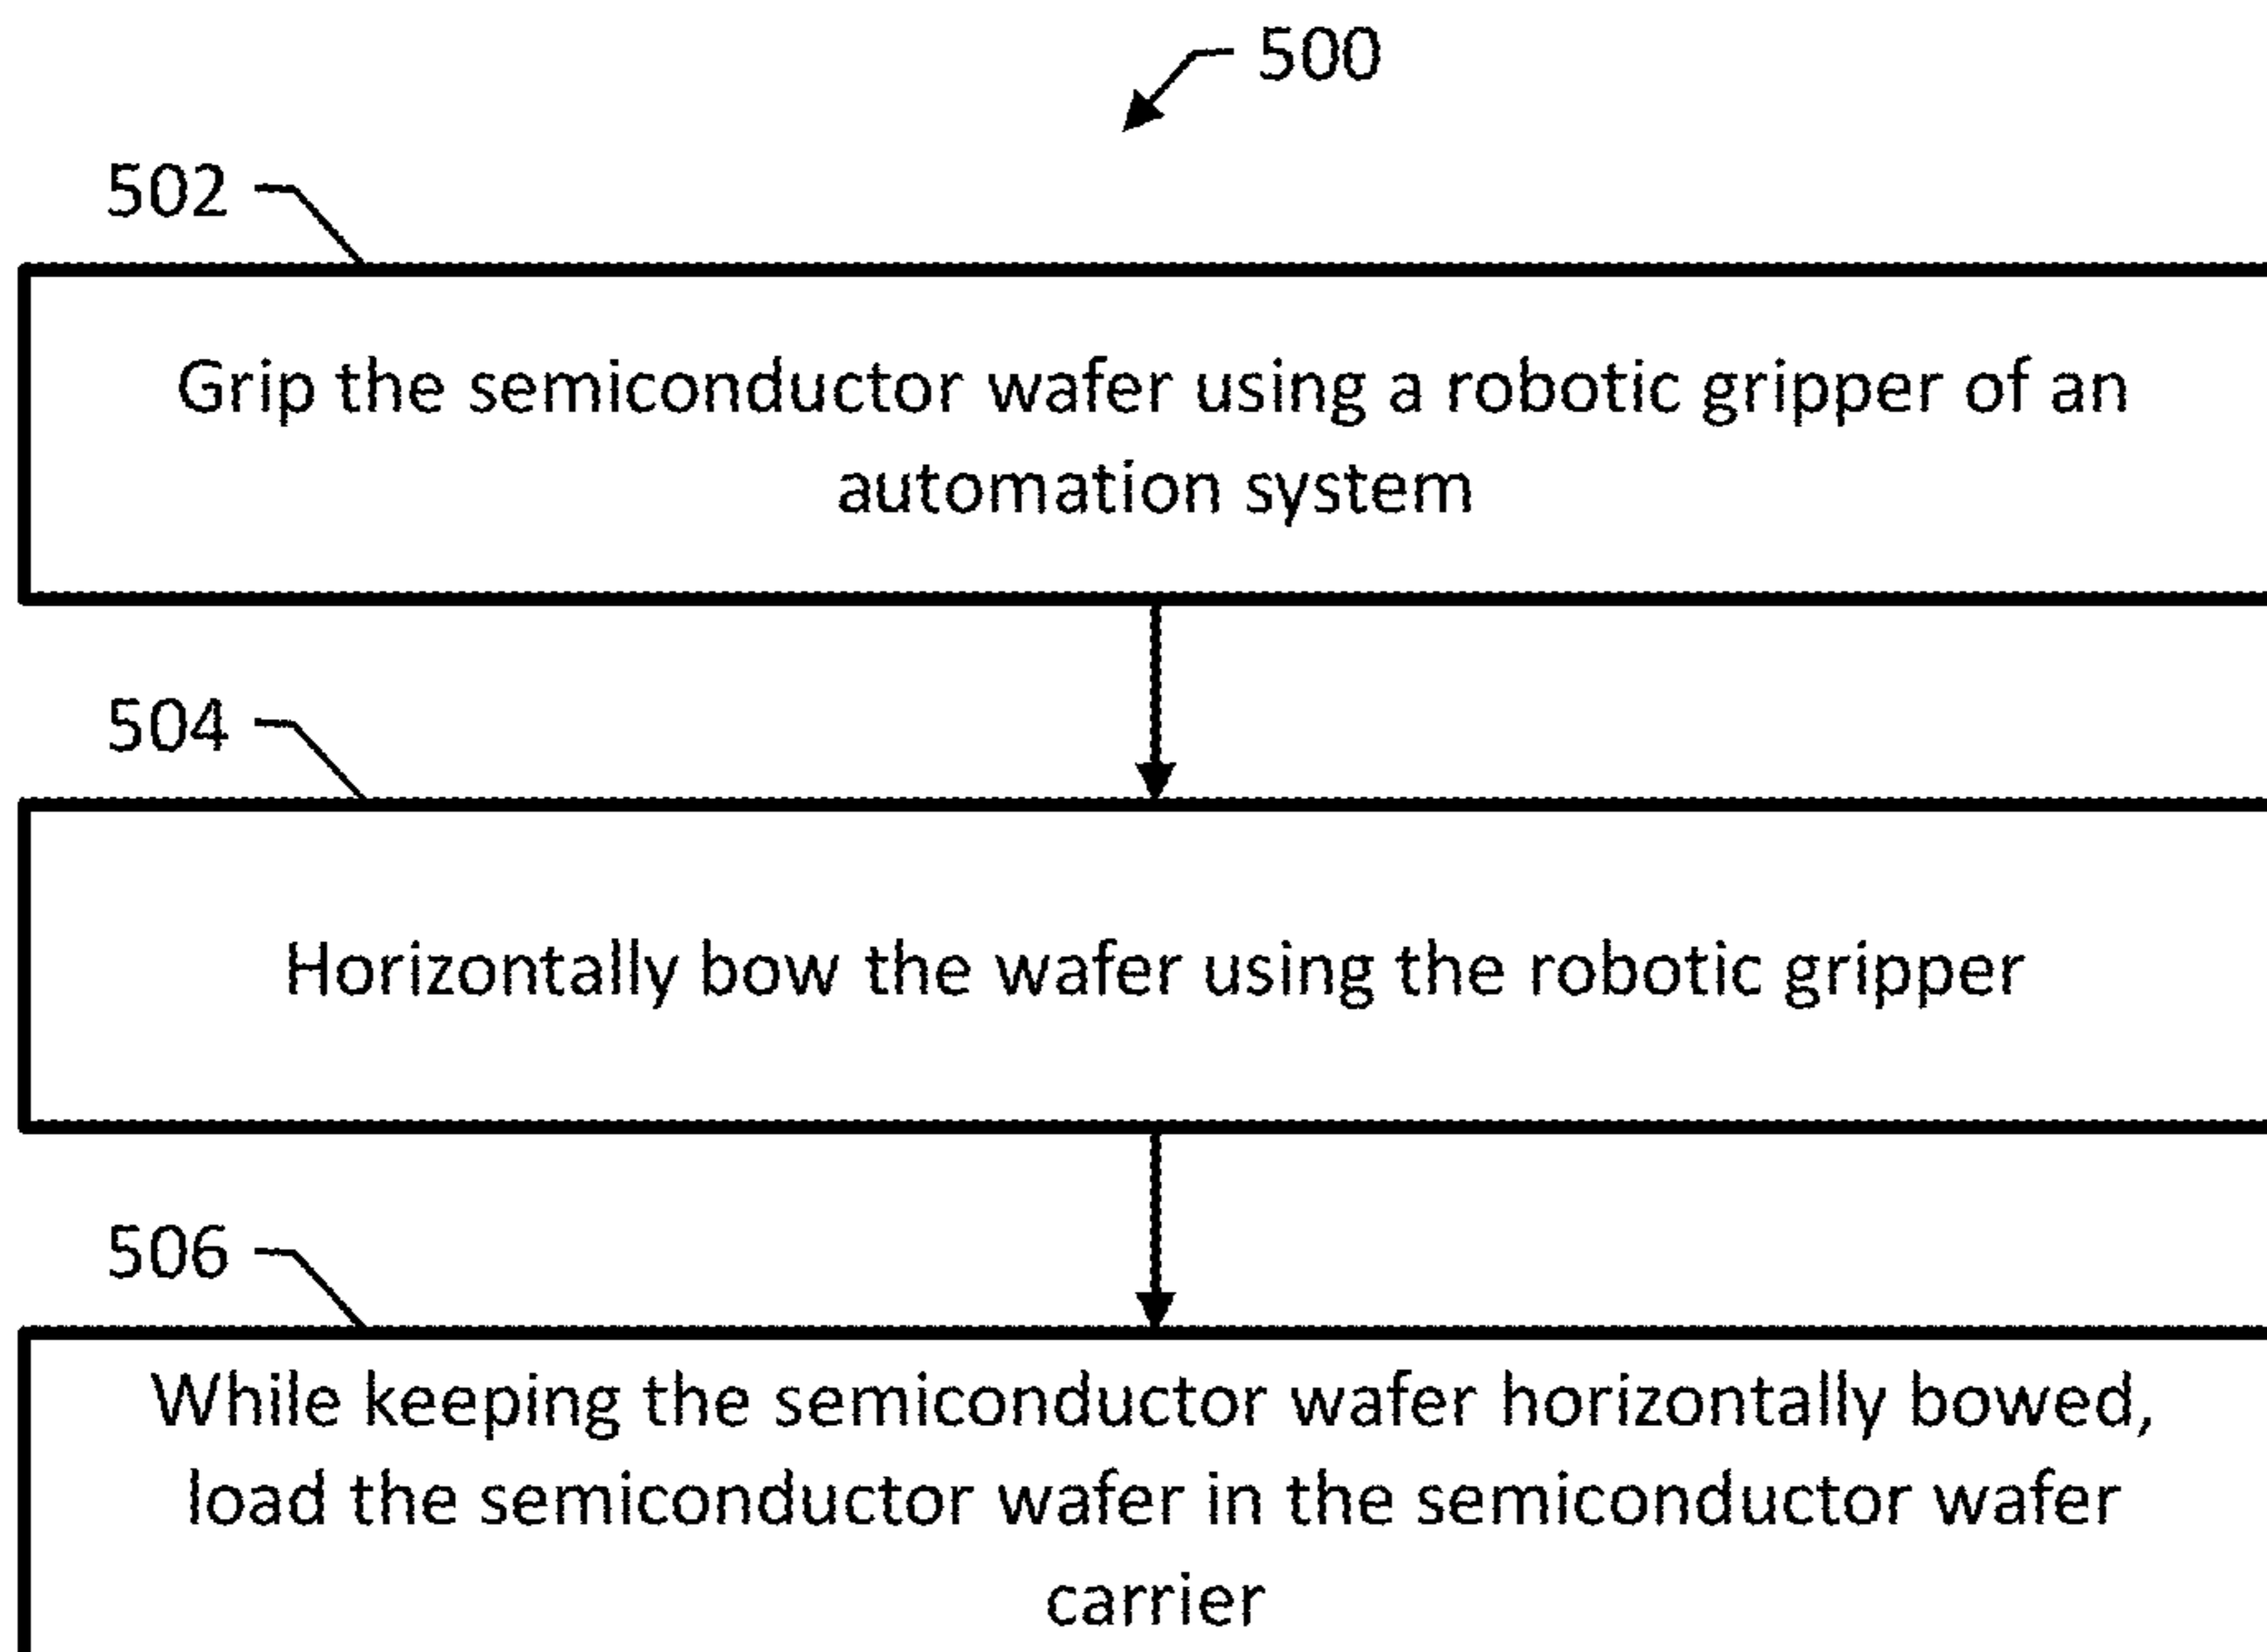 500
502
Grip the semiconductor wafer using a robotic gripper of an
automation system
504
Horizontally bow the wafer using the robotic gripper
506
While keeping the semiconductor wafer horizontally bowed,
load the semiconductor wafer in the semiconductor wafer
carrier